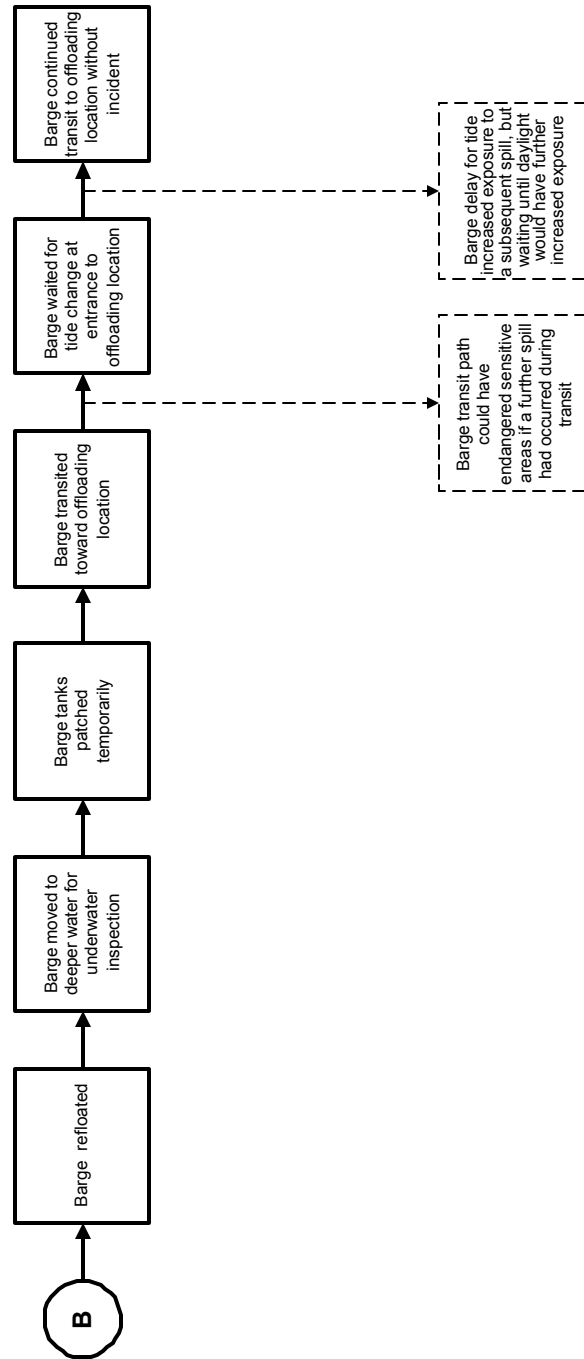 B
Barge  refloated
Barge moved to
deeper water for
underwater
inspection
Barge tanks
patched
temporarily
Barge transited
toward offloading
location
Barge waited for
tide change at
entrance to
offloading location
Barge continued
transit to offloading
location without
incident
Barge transit path
could have
endangered sensitive
areas if a further spill
had occurred during
transit
Barge delay for tide
increased exposure to
a subsequent spill, but
waiting until daylight
would have further
increased exposure